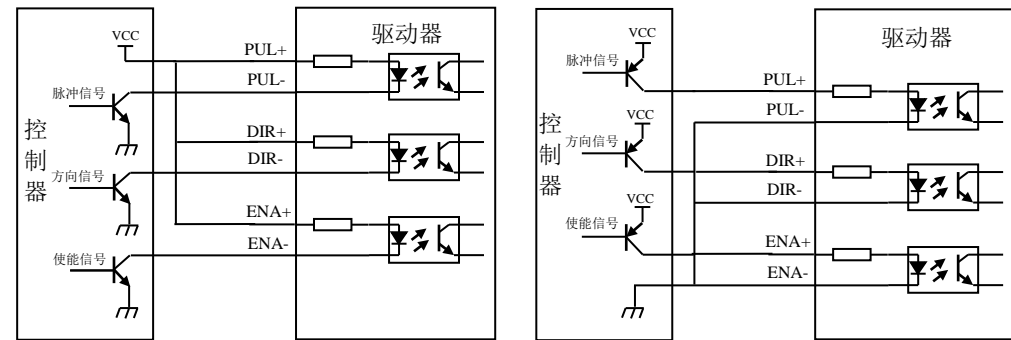 VCC
PUL+
驱动器
脉冲信号
PUL-
控制器
DIR+
DIR-
方向信号
ENA+
使能信号
ENA-
VCC
驱动器
脉冲信号
PUL+
PUL-
控制器
VCC
方向信号
DIR+
DIR-
VCC
使能信号
ENA+
ENA-